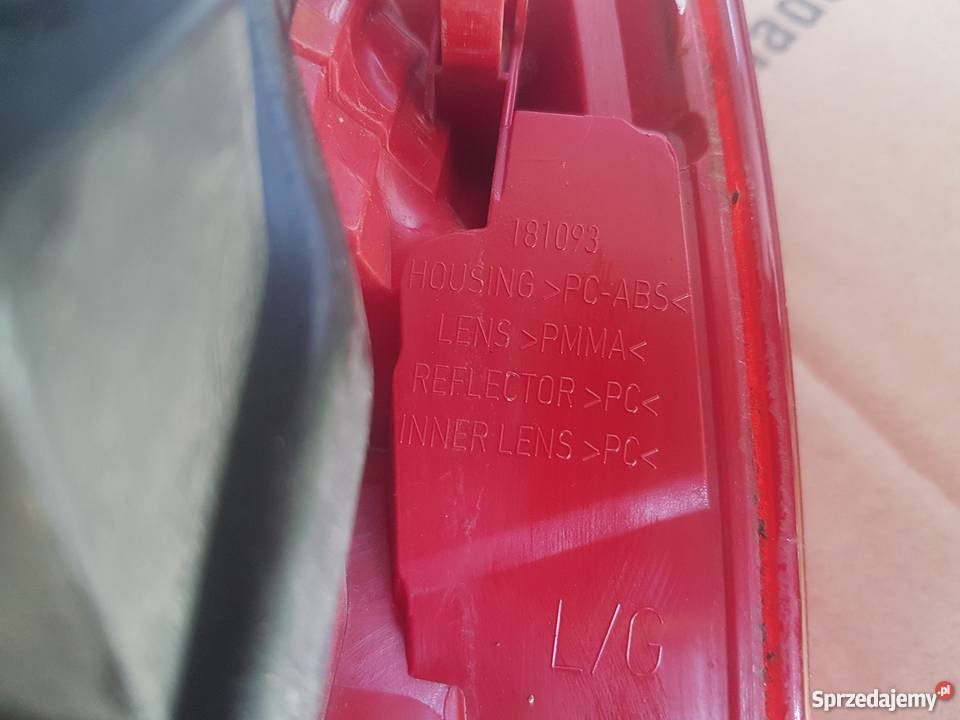 181093
HOUSING >PC-ABS<
LENS >PMMA<
REFLECTOR >PC<
INNER LENS >PC<
L/G
Sprzedajemy.pl